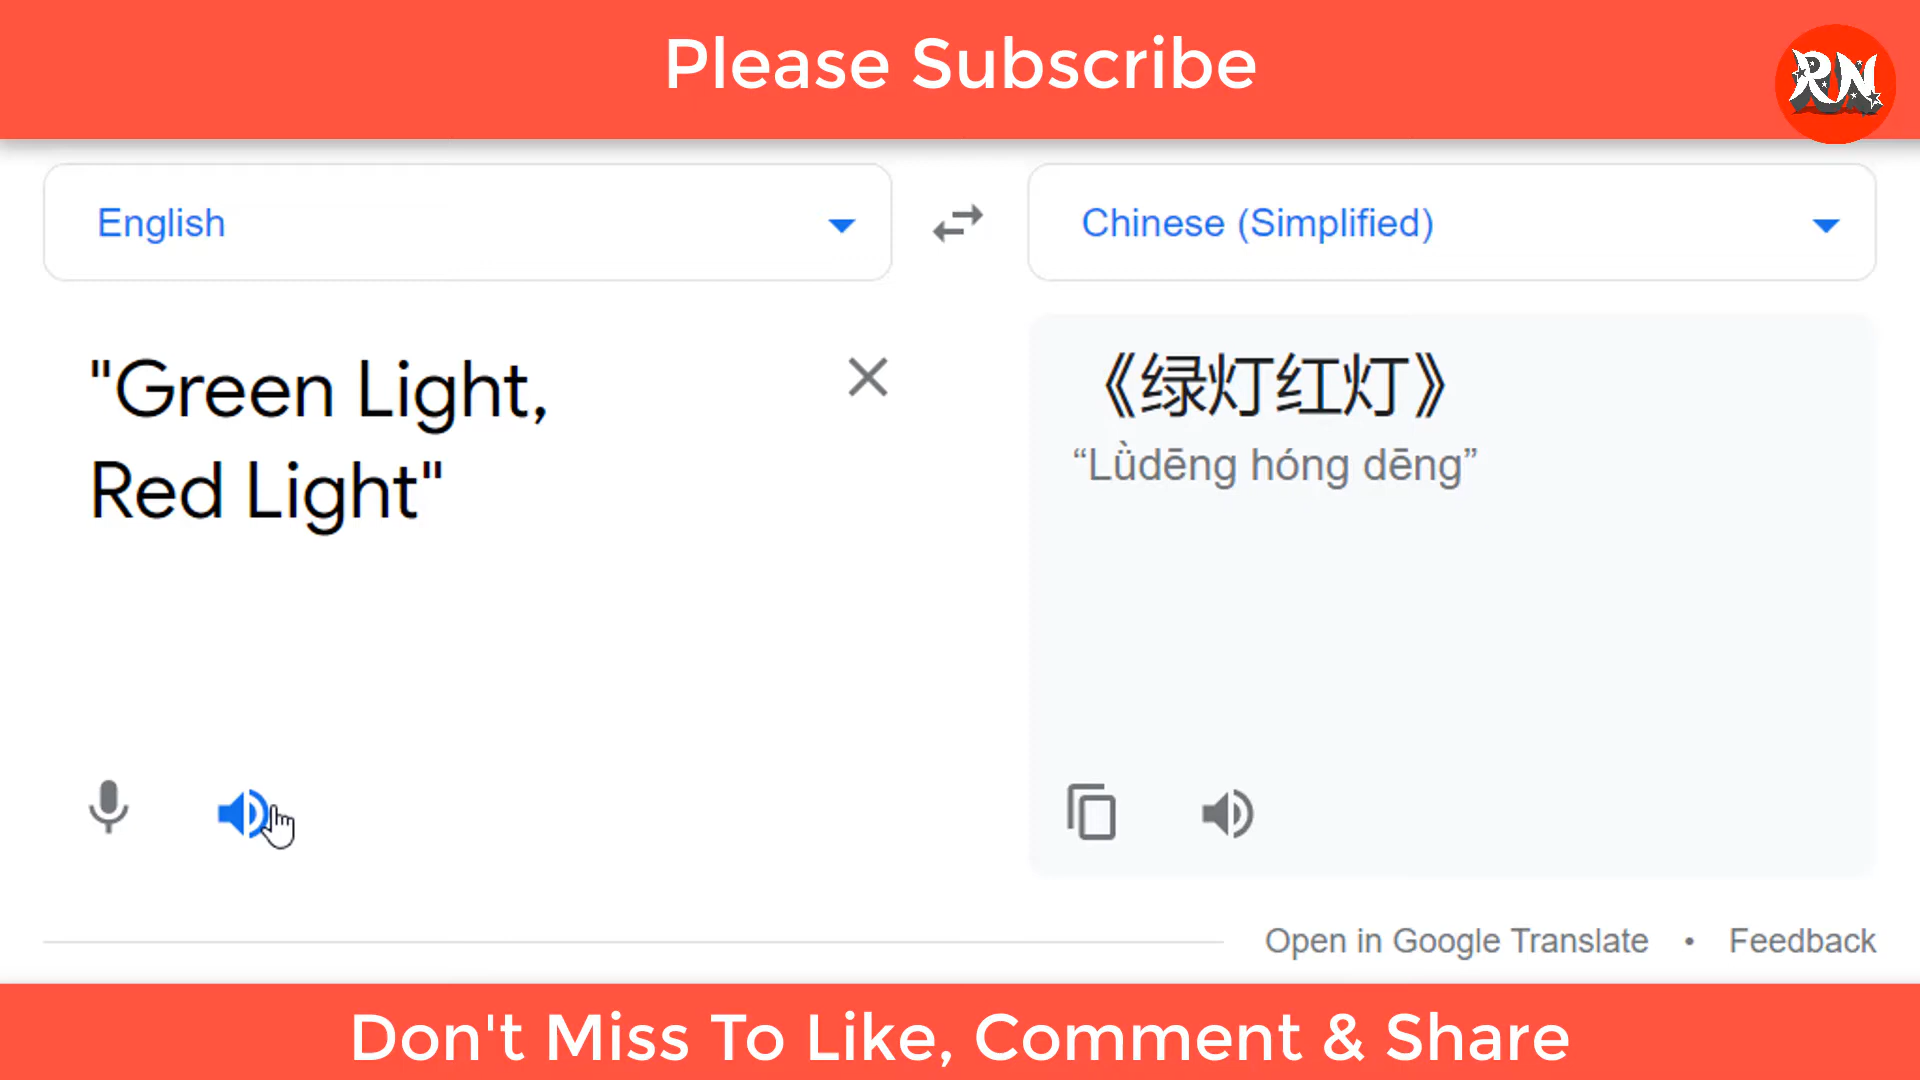 Please Subscribe
RN
English
Chinese (Simplified)
"Green Light,
Red Light"
《绿灯红灯》
“Lǜdēng hóng dēng”
Open in Google Translate • Feedback
Don't Miss To Like, Comment & Share